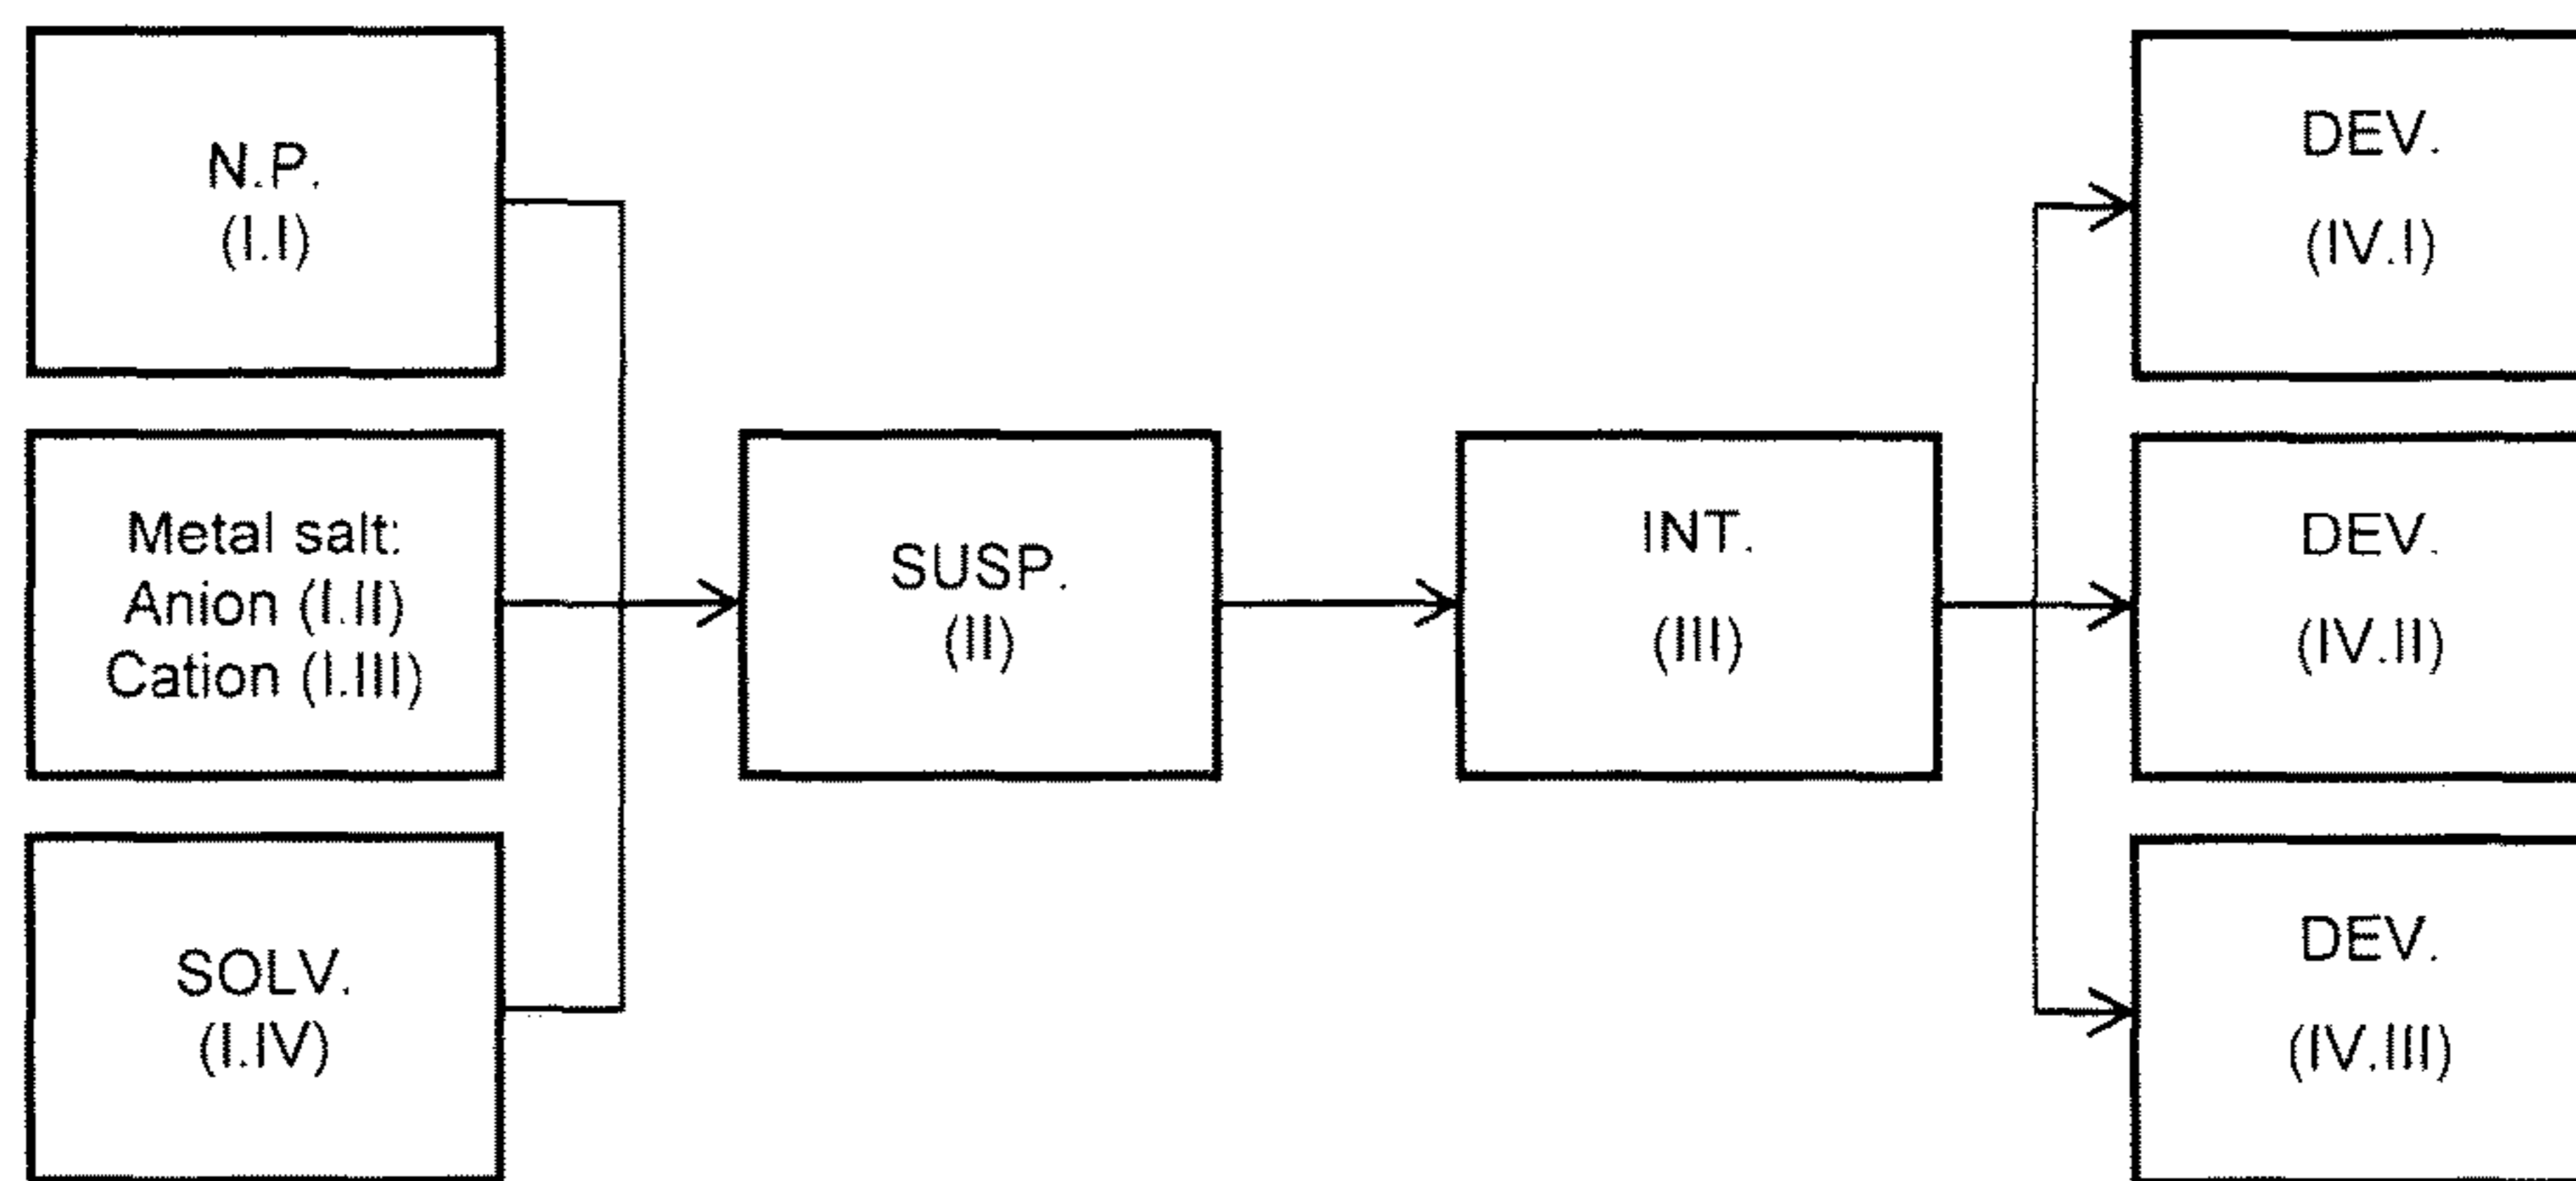 N.P.
(I.I)
Metal salt:
Anion (I.II)
Cation (I.III)
SOLV.
(I.IV)
SUSP.
(II)
INT.
(III)
DEV.
(IV.I)
DEV.
(IV.II)
DEV.
(IV.III)